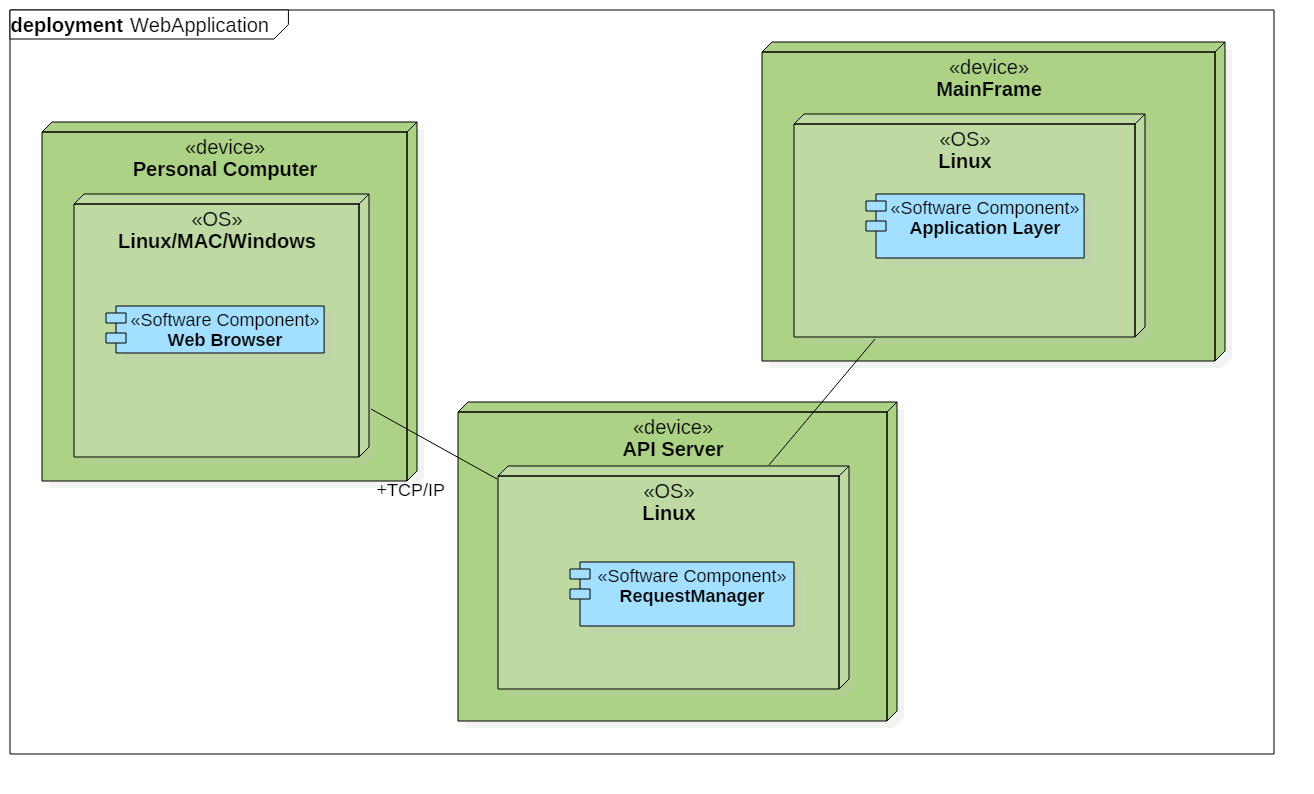 deployment WebApplication
«device»
MainFrame
«OS»
Linux
«Software Component»
Application Layer
«device»
Personal Computer
«OS»
Linux/MAC/Windows
«Software Component»
Web Browser
+TCP/IP
«device»
API Server
«OS»
Linux
«Software Component»
RequestManager